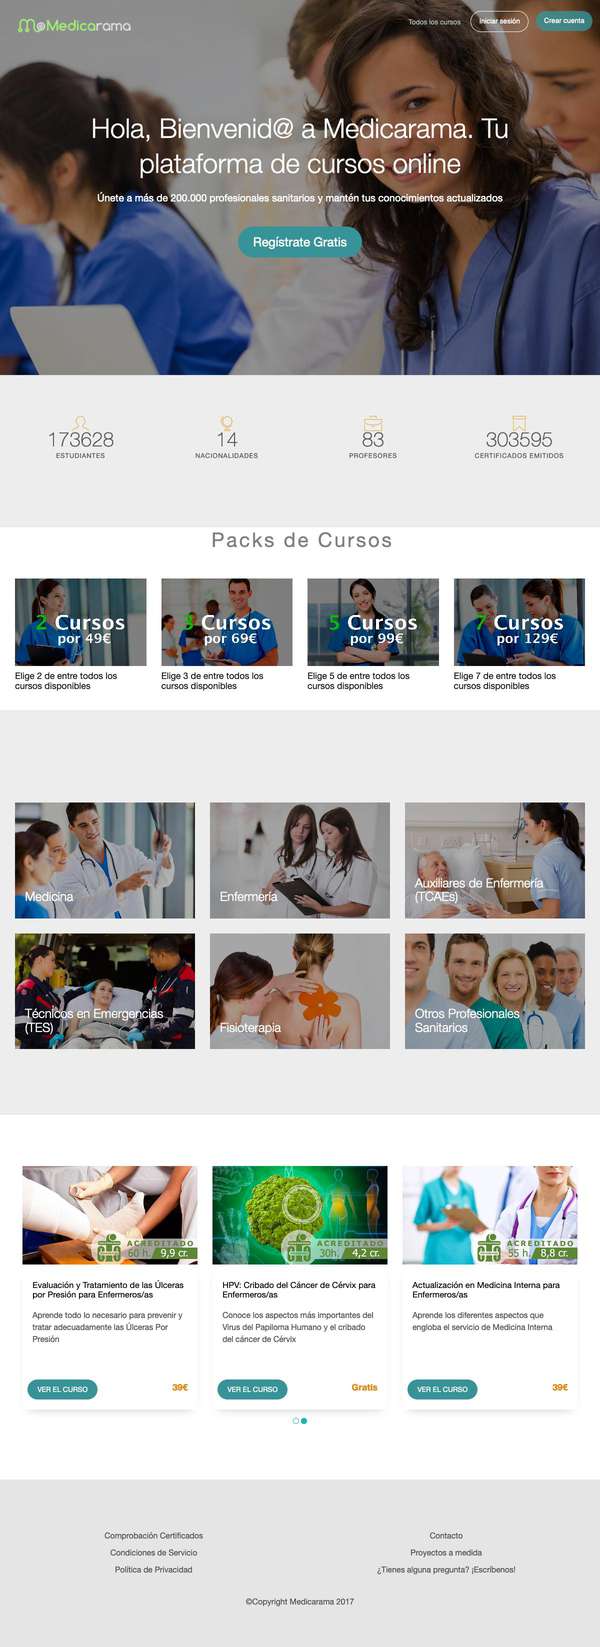 Medicarama
Todos los cursos
Iniciar sesión
Crear cuenta
Hola, Bienvenid@ a Medicarama. Tu
plataforma de cursos online
Únete a más de 200.000 profesionales sanitarios y mantén tus conocimientos actualizados
Regístrate Gratis
173628
ESTUDIANTES
14
NACIONALIDADES
83
PROFESORES
303595
CERTIFICADOS EMITIDOS
Packs de Cursos
2 Cursos
por 49€
Elige 2 de entre todos los
cursos disponibles
3 Cursos
por 69€
Elige 3 de entre todos los
cursos disponibles
5 Cursos
por 99€
Elige 5 de entre todos los
cursos disponibles
7 Cursos
por 129€
Elige 7 de entre todos los
cursos disponibles
Medicina
Enfermería
Auxiliares de Enfermería
(TCAEs)
Técnicos en Emergencias
(TES)
Fisioterapia
Otros Profesionales
Sanitarios
ACREDITADO
60 h. 9,9 cr.
Evaluación y Tratamiento de las Úlceras
por Presión para Enfermeros/as
Aprende todo lo necesario para prevenir y
tratar adecuadamente las Úlceras Por
Presión
VER EL CURSO
39€
ACREDITADO
30h. 4,2 cr.
HPV: Cribado del Cáncer de Cérvix para
Enfermeros/as
Conoce los aspectos más importantes del
Virus del Papiloma Humano y el cribado
del cáncer de Cérvix
VER EL CURSO
Gratis
ACREDITADO
55 h. 8,8 cr.
Actualización en Medicina Interna para
Enfermeros/as
Aprende los diferentes aspectos que
engloba el servicio de Medicina Interna
VER EL CURSO
39€
Comprobación Certificados
Condiciones de Servicio
Política de Privacidad
Contacto
Proyectos a medida
¿Tienes alguna pregunta? ¡Escríbenos!
©Copyright Medicarama 2017